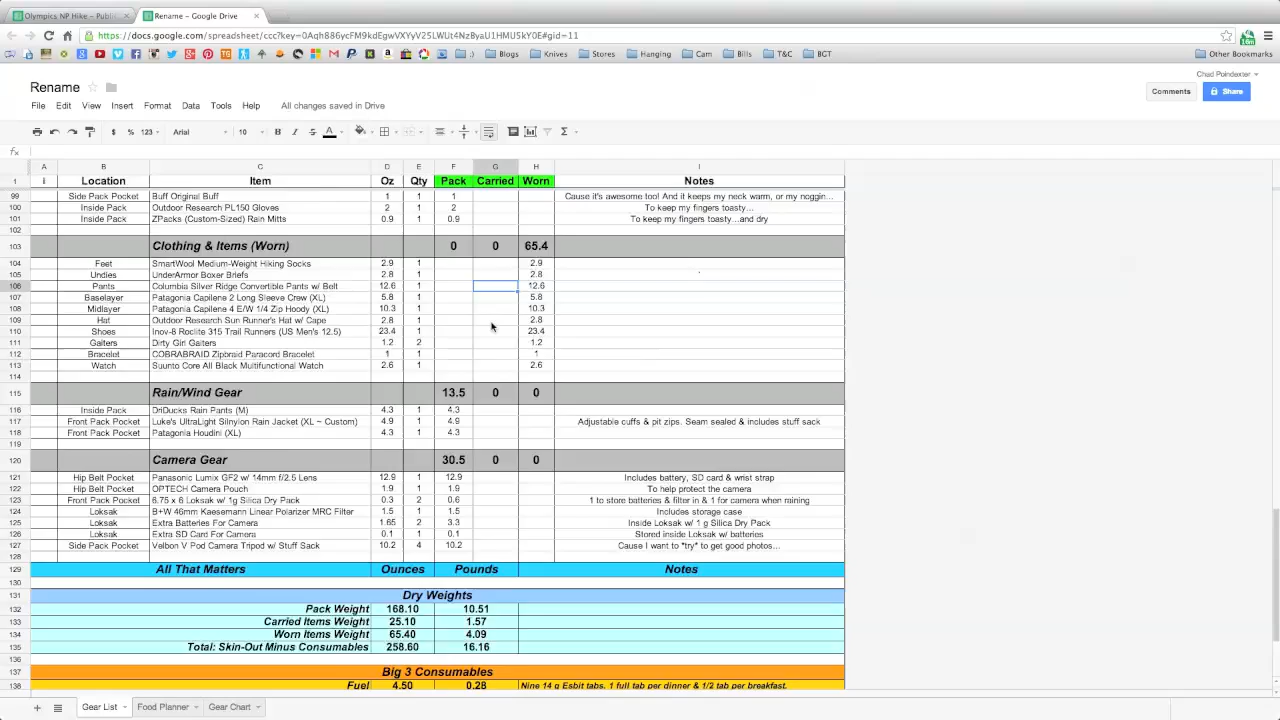 Olympics NP Hike – Publi
Rename – Google Drive
https://docs.google.com/spreadsheet/ccc?key=0Aqh886ycFM9kdEgwVXYyV25LWUt4NzByaU1HMUSkY0E#gid=11
:) Blogs Knives Stores Hanging Cam Bills T&C BGT Other Bookmarks
Chad Poindaxter
Rename
Comments Share
File Edit View Insert Format Data Tools Help All changes saved in Drive
$ % 123 Arial 10 B I S A Σ
fx
A B C D E F G H I
1 i Location Item Oz Qty Pack Carried Worn Notes
99 Side Pack Pocket Buff Original Buff 1 1 1 Cause it's awesome too! And it keeps my neck warm, or my noggin...
100 Inside Pack Outdoor Research PL150 Gloves 2 1 2 To keep my fingers toasty...
101 Inside Pack ZPacks (Custom-Sized) Rain Mitts 0.9 1 0.9 To keep my fingers toasty...and dry
102
103 Clothing & Items (Worn) 0 0 65.4
104 Feet SmartWool Medium-Weight Hiking Socks 2.9 1 2.9
105 Undies UnderArmor Boxer Briefs 2.8 1 2.8
106 Pants Columbia Silver Ridge Convertible Pants w/ Belt 12.6 1 12.6
107 Baselayer Patagonia Capilene 2 Long Sleeve Crew (XL) 5.8 1 5.8
108 Midlayer Patagonia Capilene 4 E/W 1/4 Zip Hoody (XL) 10.3 1 10.3
109 Hat Outdoor Research Sun Runner's Hat w/ Cape 2.8 1 2.8
110 Shoes Inov-8 Roclite 315 Trail Runners (US Men's 12.5) 23.4 1 23.4
111 Gaiters Dirty Girl Gaiters 1.2 2 1.2
112 Bracelet COBRABRAID Zipbraid Paracord Bracelet 1 1 1
113 Watch Suunto Core All Black Multifunctional Watch 2.6 1 2.6
114
115 Rain/Wind Gear 13.5 0 0
116 Inside Pack DriDucks Rain Pants (M) 4.3 1 4.3
117 Front Pack Pocket Luke's UltraLight Silnylon Rain Jacket (XL ~ Custom) 4.9 1 4.9 Adjustable cuffs & pit zips. Seam sealed & includes stuff sack
118 Front Pack Pocket Patagonia Houdini (XL) 4.3 1 4.3
119
120 Camera Gear 30.5 0 0
121 Hip Belt Pocket Panasonic Lumix GF2 w/ 14mm f/2.5 Lens 12.9 1 12.9 Includes battery, SD card & wrist strap
122 Hip Belt Pocket OPTECH Camera Pouch 1.9 1 1.9 To help protect the camera
123 Front Pack Pocket 6.75 x 6 Loksak w/ 1g Silica Dry Pack 0.3 2 0.6 1 to store batteries & filter in & 1 for camera when raining
124 Loksak B+W 46mm Kaesemann Linear Polarizer MRC Filter 1.5 1 1.5 Includes storage case
125 Loksak Extra Batteries For Camera 1.65 2 3.3 Inside Loksak w/ 1 g Silica Dry Pack
126 Loksak Extra SD Card For Camera 0.1 1 0.1 Stored inside Loksak w/ batteries
127 Side Pack Pocket Velbon V Pod Camera Tripod w/ Stuff Sack 10.2 4 10.2 Cause I want to *try* to get good photos...
128
129 All That Matters Ounces Pounds Notes
130
131 Dry Weights
132 Pack Weight 168.10 10.51
133 Carried Items Weight 25.10 1.57
134 Worn Items Weight 65.40 4.09
135 Total: Skin-Out Minus Consumables 258.60 16.16
136
137 Big 3 Consumables
138 Fuel 4.50 0.28 Nine 14 g Esbit tabs. 1 full tab per dinner & 1/2 tab per breakfast.
+ Gear List Food Planner Gear Chart